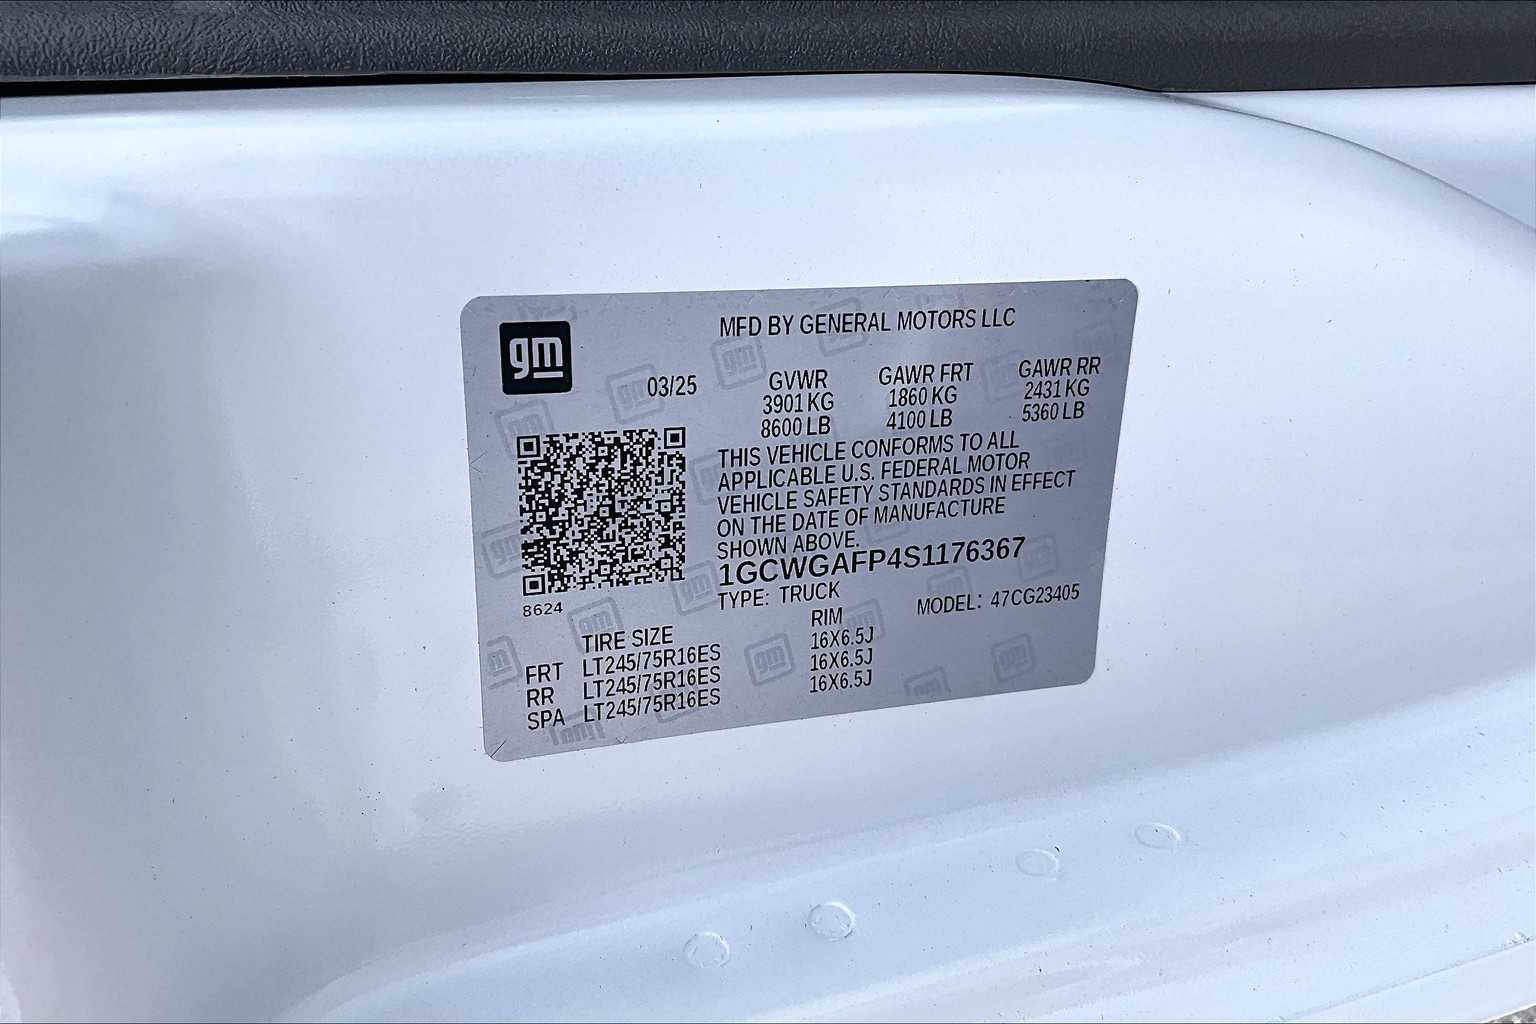 gm
MFD BY GENERAL MOTORS LLC
03/25
GVWR GAWR FRT GAWR RR
3901 KG 1860 KG 2431 KG
8600 LB 4100 LB 5360 LB
THIS VEHICLE CONFORMS TO ALL
APPLICABLE U.S. FEDERAL MOTOR
VEHICLE SAFETY STANDARDS IN EFFECT
ON THE DATE OF MANUFACTURE
SHOWN ABOVE.
1GCWGAFP4S1176367
TYPE: TRUCK MODEL: 47CG23405
8624
TIRE SIZE RIM
FRT LT245/75R16ES 16X6.5J
RR LT245/75R16ES 16X6.5J
SPA LT245/75R16ES 16X6.5J